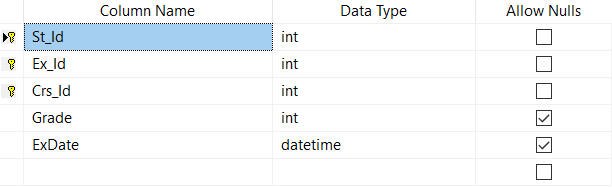 Column Name Data Type Allow Nulls
St_Id int
Ex_Id int
Crs_Id int
Grade int
ExDate datetime